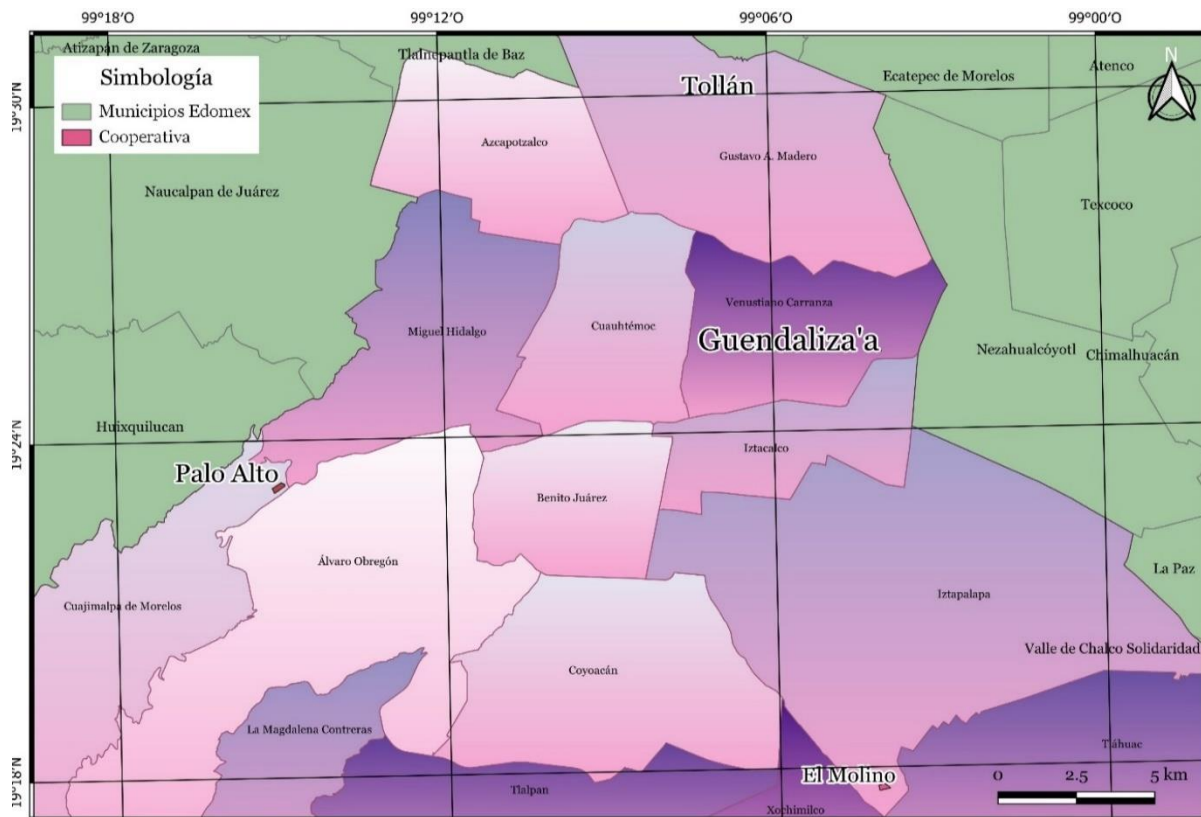 99°18'O 99°12'O 99°06'O 99°00'O
Atizapán de Zaragoza
Tlalnepantla de Baz
Simbología
Municipios Edomex
Cooperativa
Tollán
Ecatepec de Morelos
Atenco
N
19°30'N
Azcapotzalco
Gustavo A. Madero
Naucalpan de Juárez
Texcoco
Venustiano Carranza
Miguel Hidalgo
Cuauhtémoc
Guendaliza'a
Nezahualcóyotl
Chimalhuacán
Huixquilucan
19°24'N
Iztacalco
Palo Alto
Benito Juárez
Álvaro Obregón
La Paz
Cuajimalpa de Morelos
Iztapalapa
Valle de Chalco Solidaridad
Coyoacán
La Magdalena Contreras
Tláhuac
19°18'N
El Molino
0 2.5 5 km
Tlalpan
Xochimilco